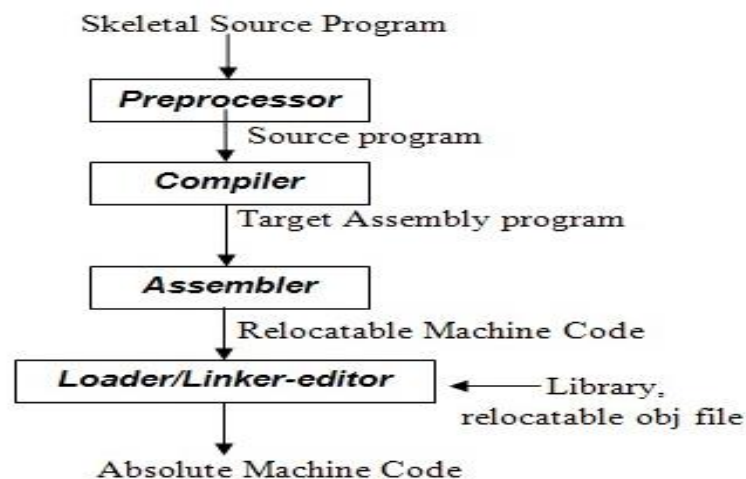 Skeletal Source Program
Preprocessor
Source program
Compiler
Target Assembly program
Assembler
Relocatable Machine Code
Loader/Linker-editor
Library,
relocatable obj file
Absolute Machine Code